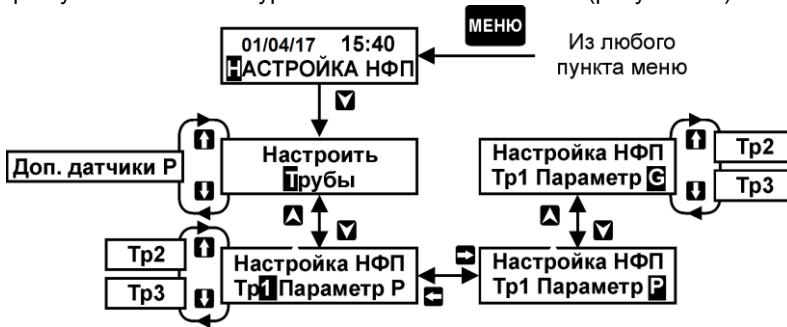 МЕНЮ
01/04/17 15:40
НАСТРОЙКА НФП
Из любого
пункта меню
Доп. датчики Р
Настроить
Трубы
Настройка НФП
Тр1 Параметр G
Тр2
Тр3
Тр2
Тр3
Настройка НФП
Тр1 Параметр Р
Настройка НФП
Тр1 Параметр Р